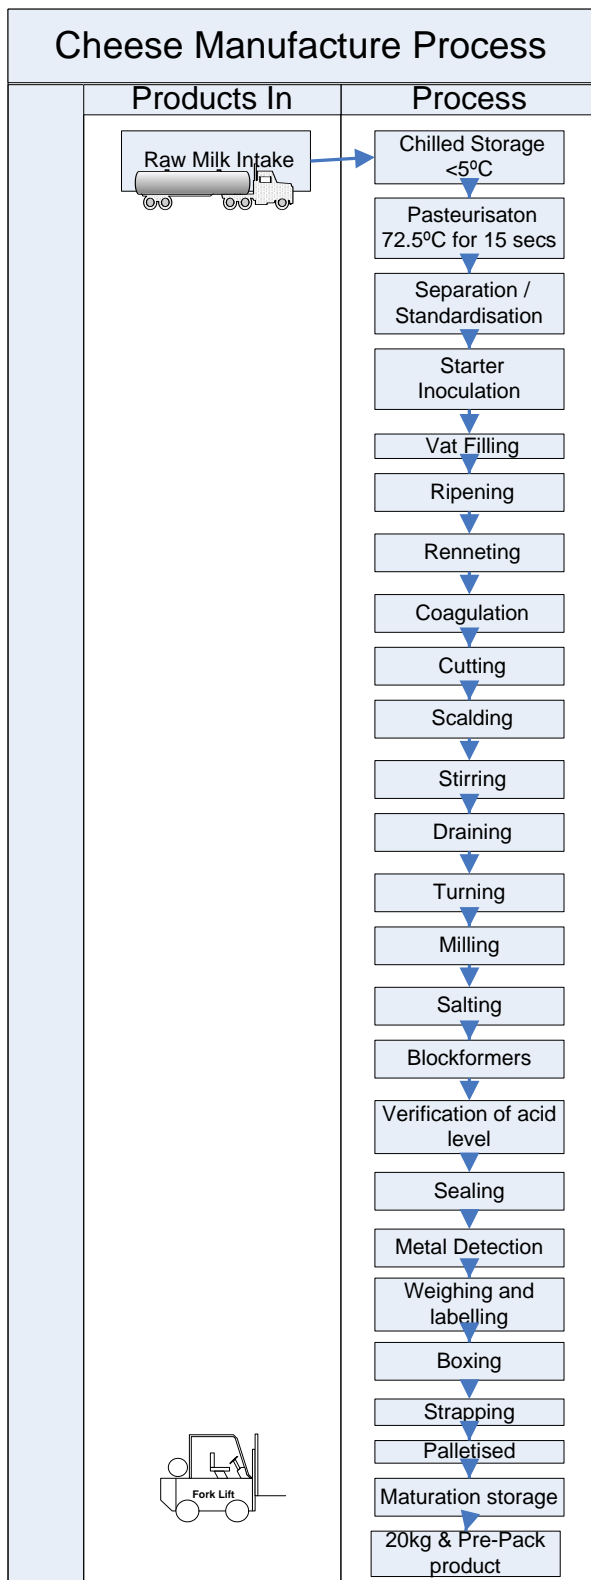 Cheese Manufacture Process
Products In
Process
Raw Milk Intake
Chilled Storage
<5ºC
Pasteurisaton
72.5ºC for 15 secs
Separation /
Standardisation
Starter
Inoculation
Vat Filling
Ripening
Renneting
Coagulation
Cutting
Scalding
Stirring
Draining
Turning
Milling
Salting
Blockformers
Verification of acid
level
Sealing
Metal Detection
Weighing and
labelling
Boxing
Strapping
Palletised
Fork Lift
Maturation storage
20kg & Pre-Pack
product